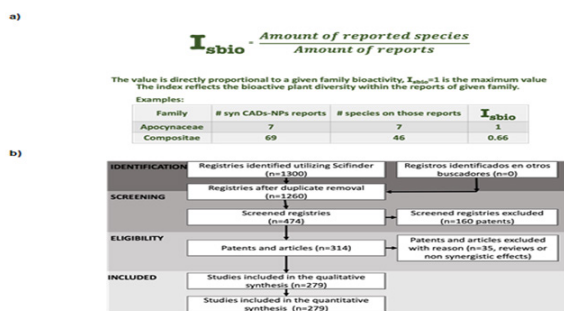 a)
Isbio - Amount of reported species
Amount of reports
The value is directly proportional to a given family bioactivity, Isbio=1 is the maximum value
The index reflects the bioactive plant diversity within the reports of given family.
Examples:
Family # syn CADs-NPs reports # species on those reports Isbio
Apocynaceae 7 7 1
Compositae 69 46 0.66
b)
IDENTIFICATION
Registries identified utilizing Scifinder
(n=1300)
Registros identificados en otros
buscadores (n=0)
Registries after duplicate removal
(n=1260)
SCREENING
Screened registries
(n=474)
Screened registries excluded
(n=160 patents)
ELIGIBILITY
Patents and articles (n=314)
Patents and articles excluded
with reason (n=35, reviews or
non synergistic effects)
INCLUDED
Studies included in the qualitative
synthesis (n=279)
Studies included in the quantitative
synthesis (n=279)